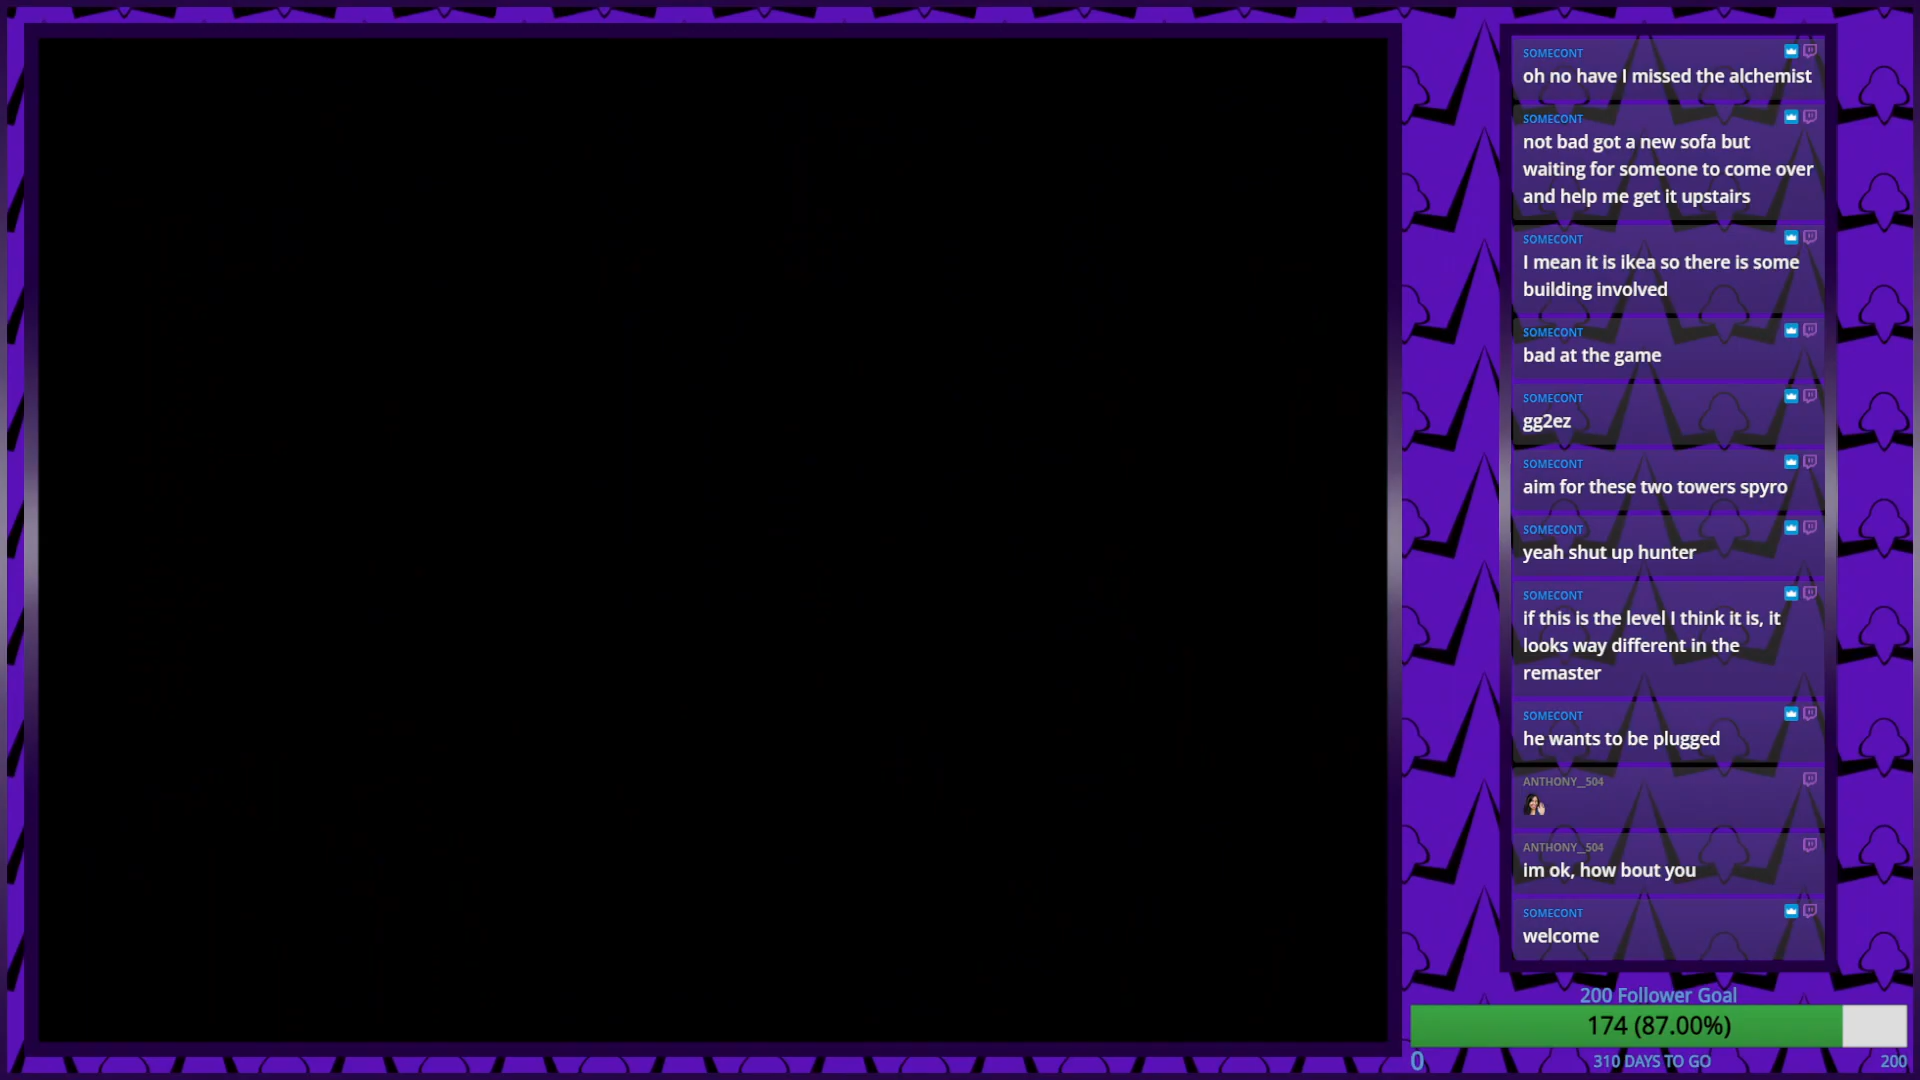 SOMECONT
oh no have I missed the alchemist
SOMECONT
not bad got a new sofa but
waiting for someone to come over
and help me get it upstairs
SOMECONT
I mean it is ikea so there is some
building involved
SOMECONT
bad at the game
SOMECONT
gg2ez
SOMECONT
aim for these two towers spyro
SOMECONT
yeah shut up hunter
SOMECONT
if this is the level I think it is, it
looks way different in the
remaster
SOMECONT
he wants to be plugged
ANTHONY__504
ANTHONY__504
im ok, how bout you
SOMECONT
welcome
200 Follower Goal
174 (87.00%)
0 310 DAYS TO GO 200